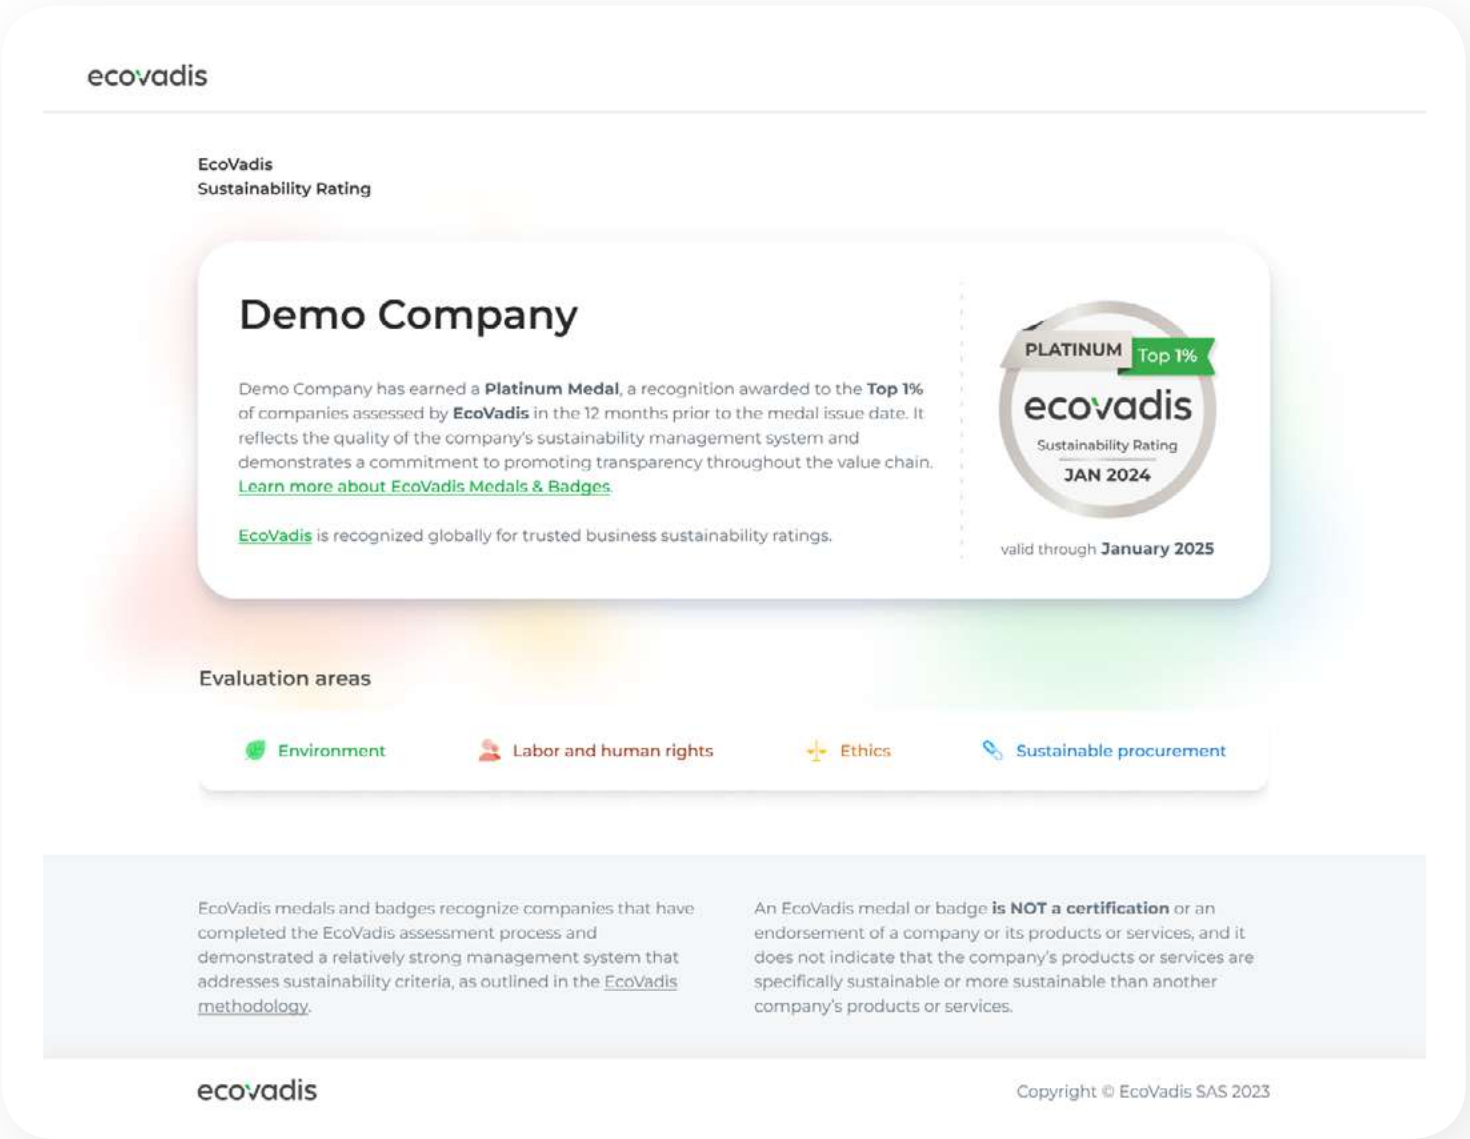 ecovadis
EcoVadis
Sustainability Rating
Demo Company
Demo Company has earned a Platinum Medal, a recognition awarded to the Top 1%
of companies assessed by EcoVadis in the 12 months prior to the medal issue date. It
reflects the quality of the company's sustainability management system and
demonstrates a commitment to promoting transparency throughout the value chain.
Learn more about EcoVadis Medals & Badges.
EcoVadis is recognized globally for trusted business sustainability ratings.
PLATINUM
Top 1%
ecovadis
Sustainability Rating
JAN 2024
valid through January 2025
Evaluation areas
Environment
Labor and human rights
Ethics
Sustainable procurement
EcoVadis medals and badges recognize companies that have
completed the EcoVadis assessment process and
demonstrated a relatively strong management system that
addresses sustainability criteria, as outlined in the EcoVadis
methodology.
An EcoVadis medal or badge is NOT a certification or an
endorsement of a company or its products or services, and it
does not indicate that the company's products or services are
specifically sustainable or more sustainable than another
company's products or services.
ecovadis
Copyright © EcoVadis SAS 2023